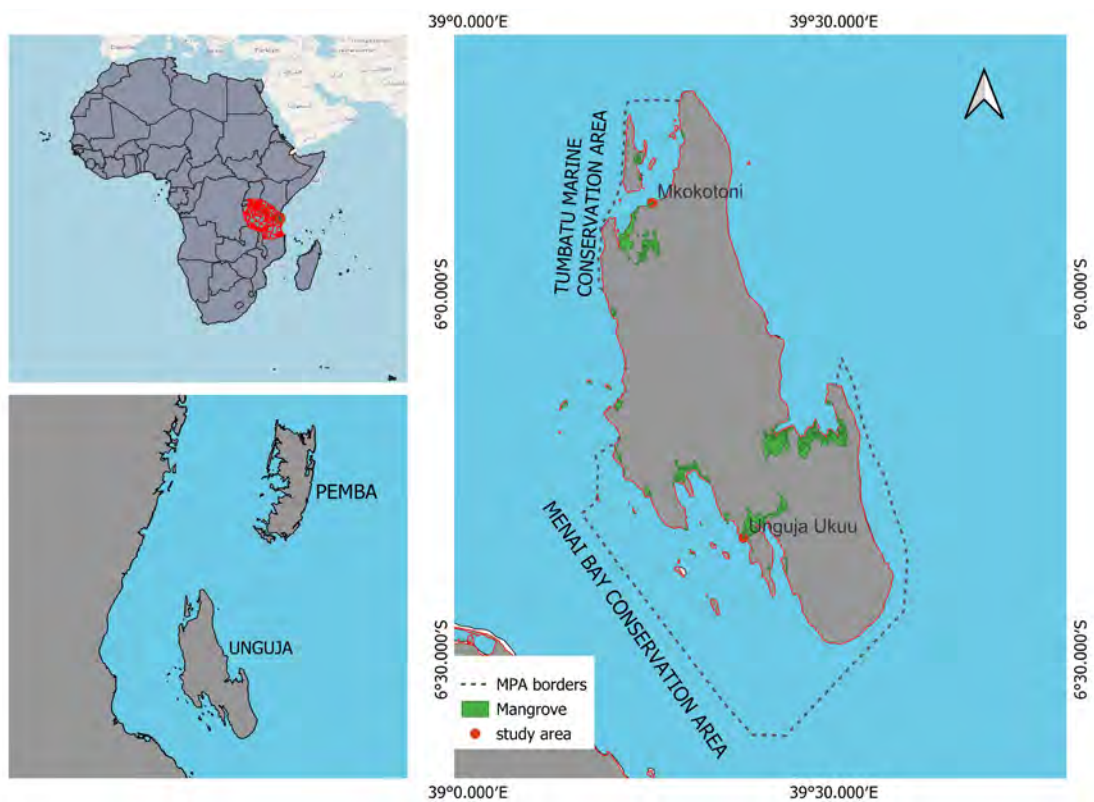 39°0.000'E
39°30.000'E
TUMBATU MARINE
CONSERVATION AREA
Mkokotoni
6°0.000'S
6°0.000'S
PEMBA
UNGUJA
Unguja Ukuu
MENAI BAY CONSERVATION AREA
6°30.000'S
6°30.000'S
MPA borders
Mangrove
study area
39°0.000'E
39°30.000'E